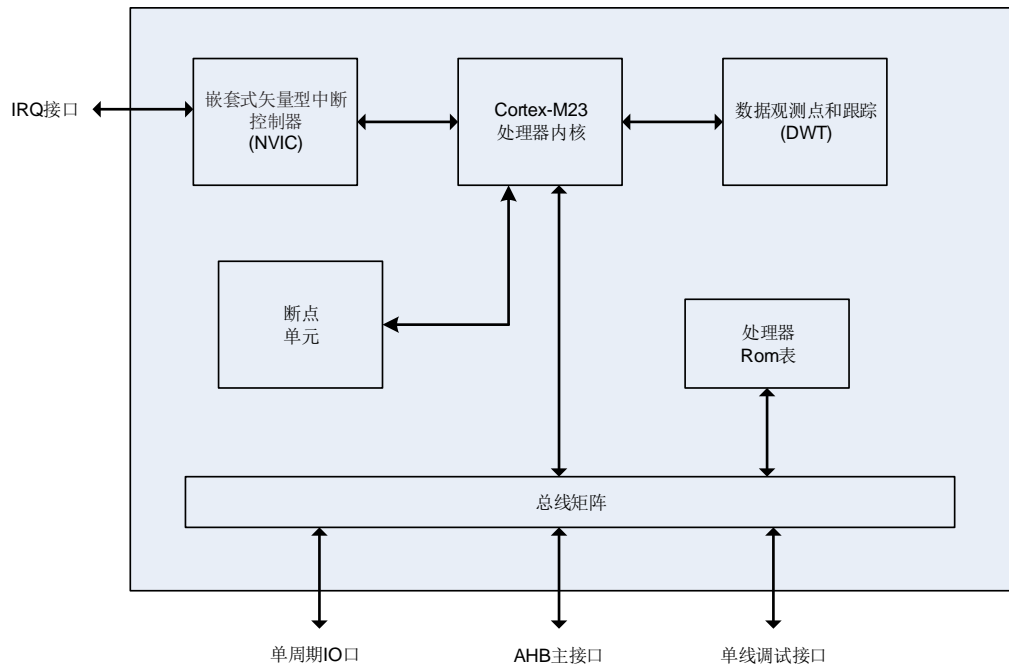 IRQ接口
嵌套式矢量型中断
控制器
(NVIC)
Cortex-M23
处理器内核
数据观测点和跟踪
(DWT)
断点
单元
处理器
Rom表
总线矩阵
单周期IO口
AHB主接口
单线调试接口